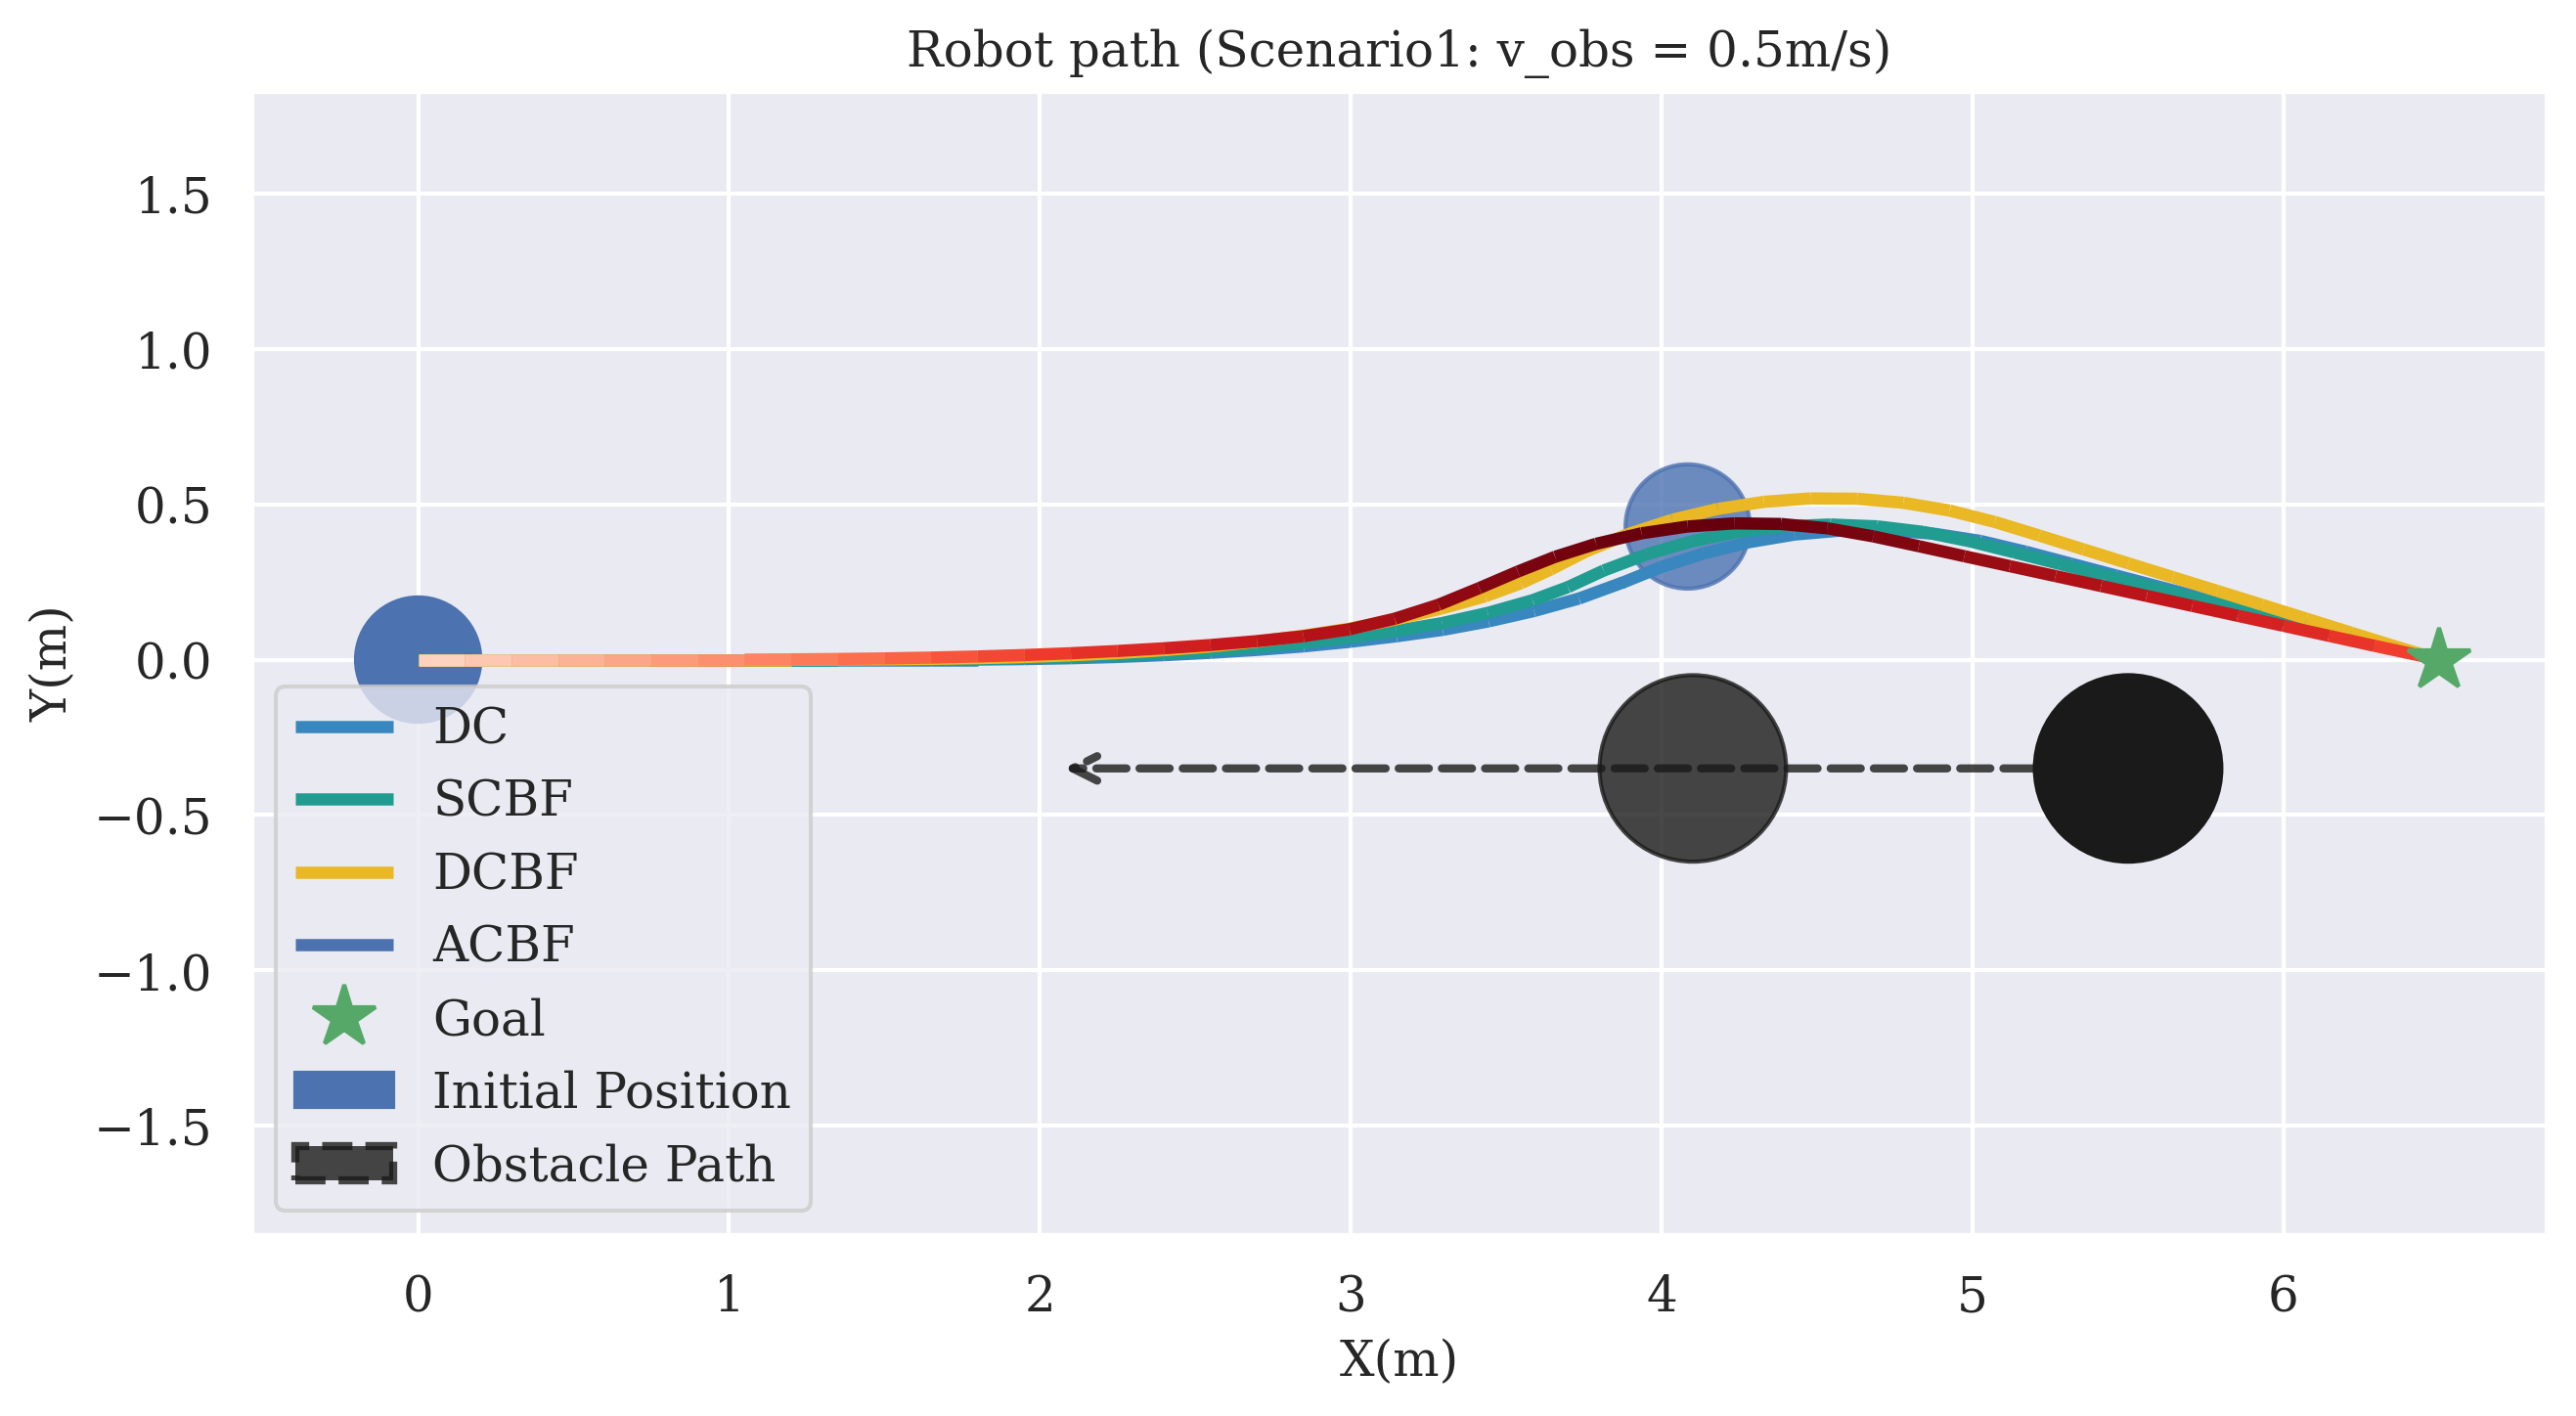 Robot path (Scenario1: v_obs = 0.5m/s)
Y(m)
1.5
1.0
0.5
0.0
−0.5
−1.0
−1.5
DC
SCBF
DCBF
ACBF
Goal
Initial Position
Obstacle Path
0 1 2 3 4 5 6
X(m)